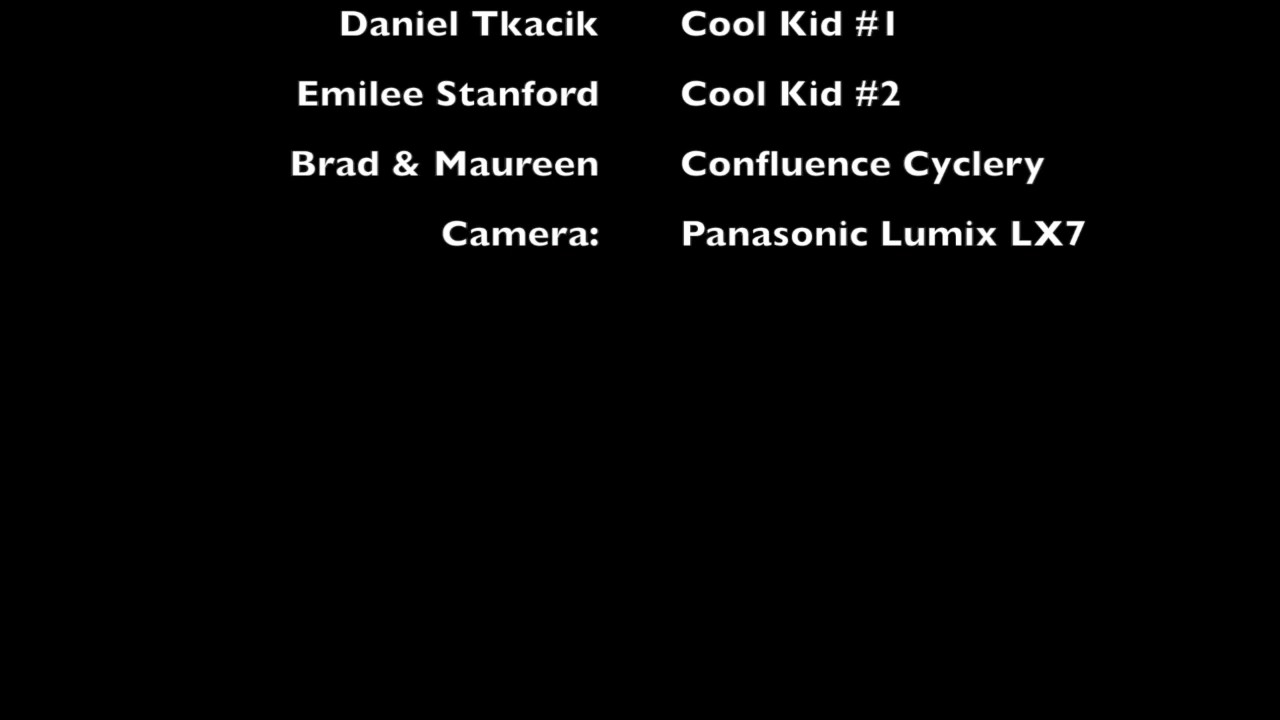 Daniel Tkacik Cool Kid #1
Emilee Stanford Cool Kid #2
Brad & Maureen Confluence Cyclery
Camera: Panasonic Lumix LX7